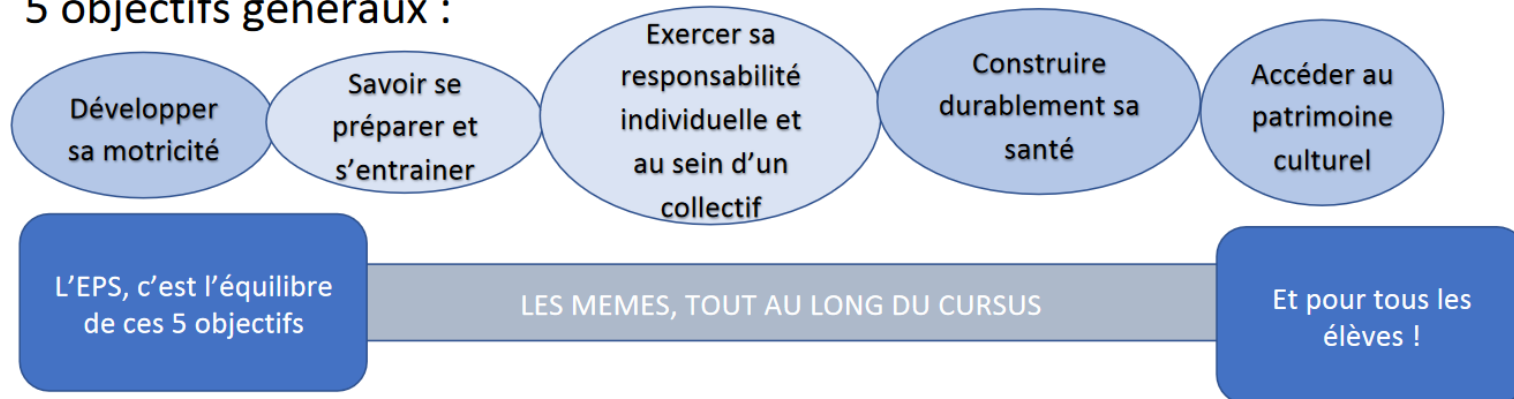 5 objectifs généraux :
Développer
sa motricité
Savoir se
préparer et
s'entrainer
Exercer sa
responsabilité
individuelle et
au sein d'un
collectif
Construire
durablement sa
santé
Accéder au
patrimoine
culturel
L'EPS, c'est l'équilibre
de ces 5 objectifs
LES MEMES, TOUT AU LONG DU CURSUS
Et pour tous les
élèves !